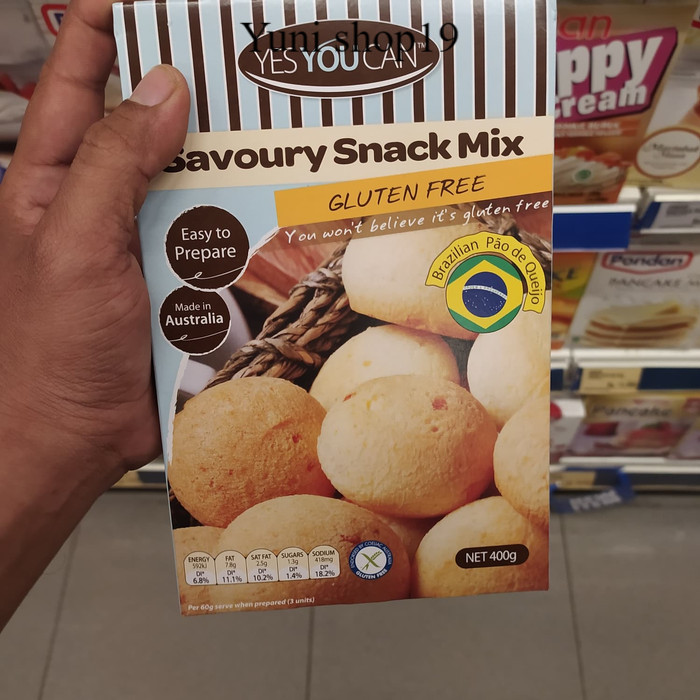 Yuni shop19
YES YOU CAN™
Savoury Snack Mix
GLUTEN FREE
You won't believe it's gluten free
Easy to
Prepare
Brazilian Pão de Queijo
Made in
Australia
ENERGY
592kJ
DI*
6.8%
FAT
7.8g
DI*
11.1%
SAT FAT
2.5g
DI*
10.2%
SUGARS
1.3g
DI*
1.4%
SODIUM
418mg
DI*
18.2%
GLUTEN FREE
NET 400g
Per 60g serve when prepared (3 units)
Pondan
PANCAKE
Pancake